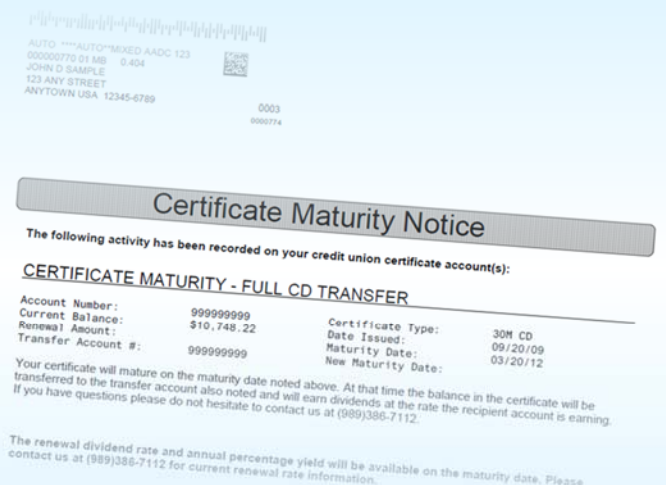 AUTO ****AUTO**MIXED AADC 123
000000770 01 MB 0.404
JOHN D SAMPLE
123 ANY STREET
ANYTOWN USA 12345-6789
0003
0000774
Certificate Maturity Notice
The following activity has been recorded on your credit union certificate account(s):
CERTIFICATE MATURITY - FULL CD TRANSFER
Account Number: 999999999 Certificate Type: 30M CD
Current Balance: $10,748.22 Date Issued: 09/20/09
Renewal Amount: Maturity Date: 03/20/12
Transfer Account #: 999999999 New Maturity Date:
Your certificate will mature on the maturity date noted above. At that time the balance in the certificate will be
transferred to the transfer account also noted and will earn dividends at the rate the recipient account is earning.
If you have questions please do not hesitate to contact us at (989)386-7112.
The renewal dividend rate and annual percentage yield will be available on the maturity date. Please
contact us at (989)386-7112 for current renewal rate information.